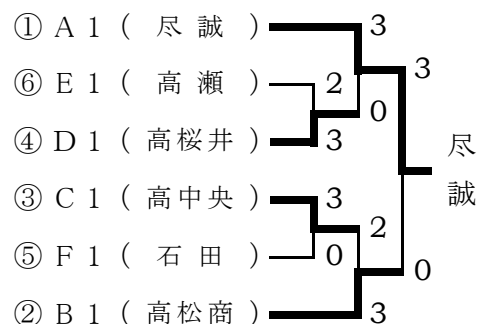 ① A 1 ( 尽 誠 ) 3
3
⑥ E 1 ( 高 瀬 ) 2
0
④ D 1 ( 高桜井 ) 3
尽誠
③ C 1 ( 高中央 ) 3
2
⑤ F 1 ( 石 田 ) 0
0
② B 1 ( 高松商 ) 3